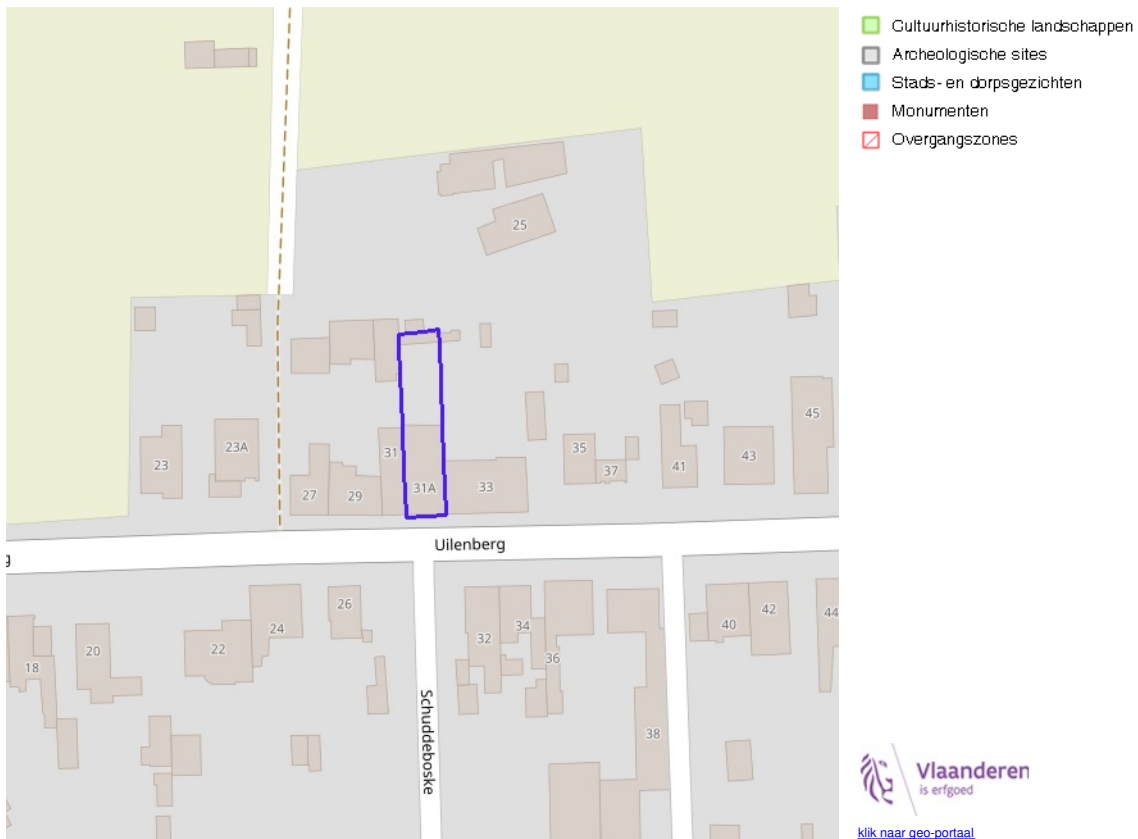 Cultuurhistorische landschappen
Archeologische sites
Stads- en dorpsgezichten
Monumenten
Overgangszones
25
23
23A
27
29
31
31A
33
35
37
41
43
45
Uilenberg
g
18
20
22
24
26
32
34
36
38
40
42
44
Schuddeboske
Vlaanderen
is erfgoed
klik naar geo-portaal